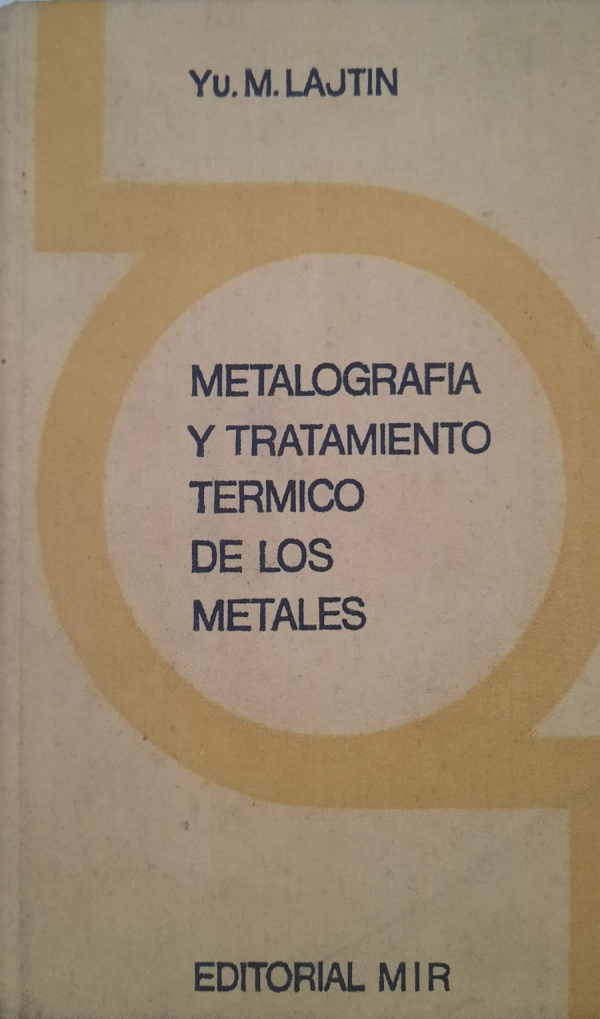 Yu. M. LAJTIN
METALOGRAFIA
Y TRATAMIENTO
TERMICO
DE LOS
METALES
EDITORIAL MIR